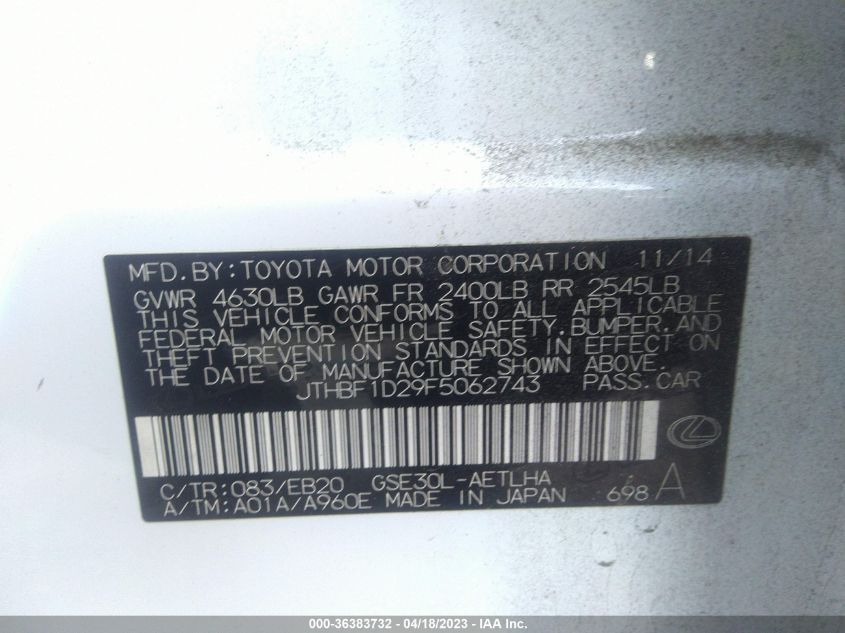 MFD.BY:TOYOTA MOTOR CORPORATION 11/14
GVWR 4630LB GAWR FR 2400LB RR 2545LB
THIS VEHICLE CONFORMS TO ALL APPLICABLE
FEDERAL MOTOR VEHICLE SAFETY.BUMPER.AND
THEFT PREVENTION STANDARDS IN EFFECT ON
THE DATE OF MANUFACTURE SHOWN ABOVE.
JTHBF1D29F5062743 PASS.CAR
C/TR:083/EB20 GSE30L-AETLHA
A/TM:A01A/A960E MADE IN JAPAN 698 A
000-36383732 - 04/18/2023 - IAA Inc.